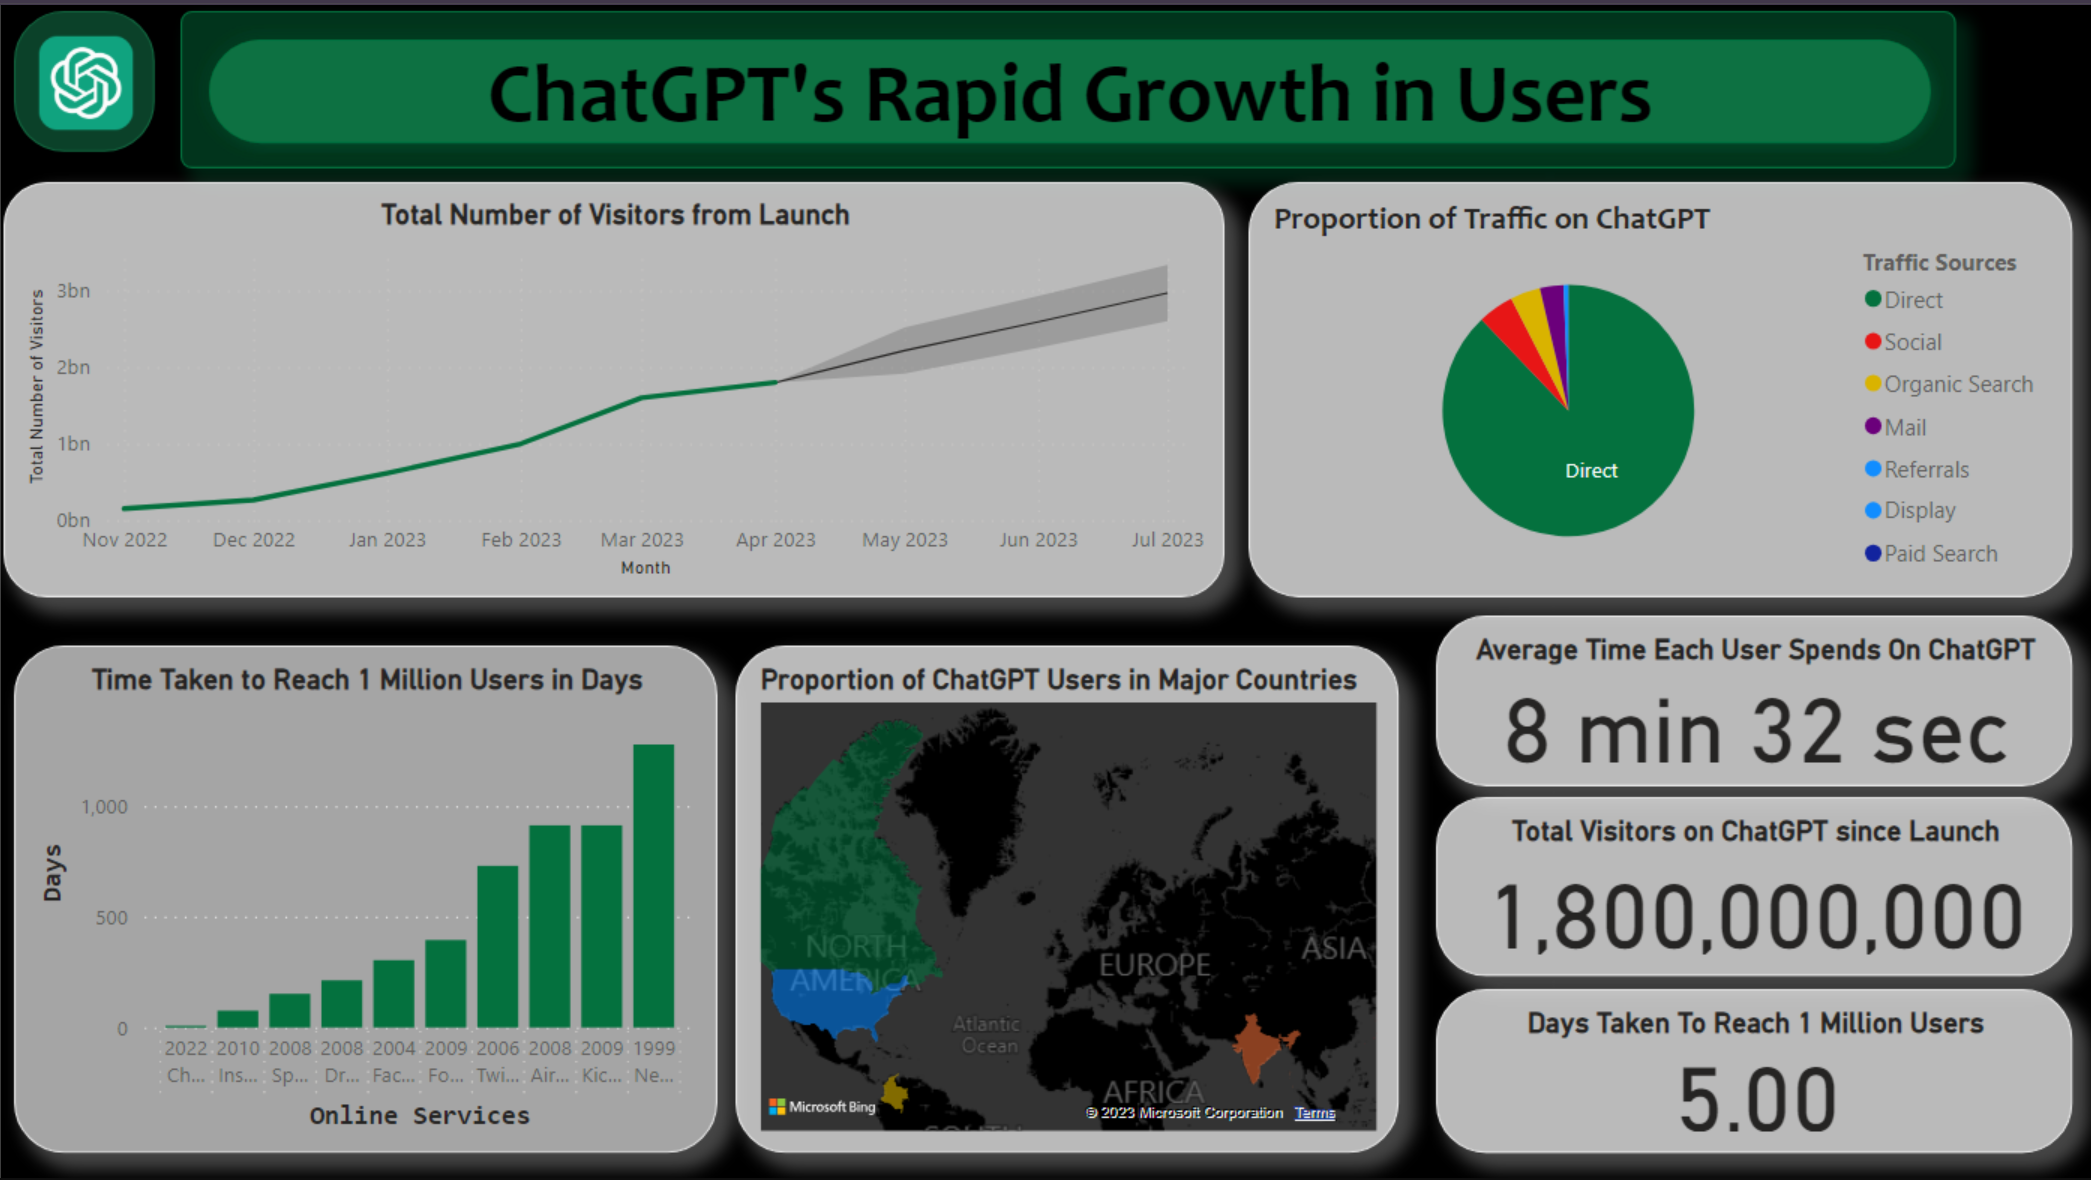 ChatGPT's Rapid Growth in Users
Total Number of Visitors from Launch
Total Number of Visitors
3bn
2bn
1bn
0bn
Nov 2022 Dec 2022 Jan 2023 Feb 2023 Mar 2023 Apr 2023 May 2023 Jun 2023 Jul 2023
Month
Proportion of Traffic on ChatGPT
Direct
Traffic Sources
Direct
Social
Organic Search
Mail
Referrals
Display
Paid Search
Time Taken to Reach 1 Million Users in Days
Days
1,000
500
0
2022 2010 2008 2008 2004 2009 2006 2008 2009 1999
Ch... Ins... Sp... Dr... Fac... Fo... Twi... Air... Kic... Ne...
Online Services
Proportion of ChatGPT Users in Major Countries
NORTH
AMERICA
EUROPE
ASIA
Atlantic
Ocean
AFRICA
Microsoft Bing
© 2023 Microsoft Corporation Terms
Average Time Each User Spends On ChatGPT
8 min 32 sec
Total Visitors on ChatGPT since Launch
1,800,000,000
Days Taken To Reach 1 Million Users
5.00